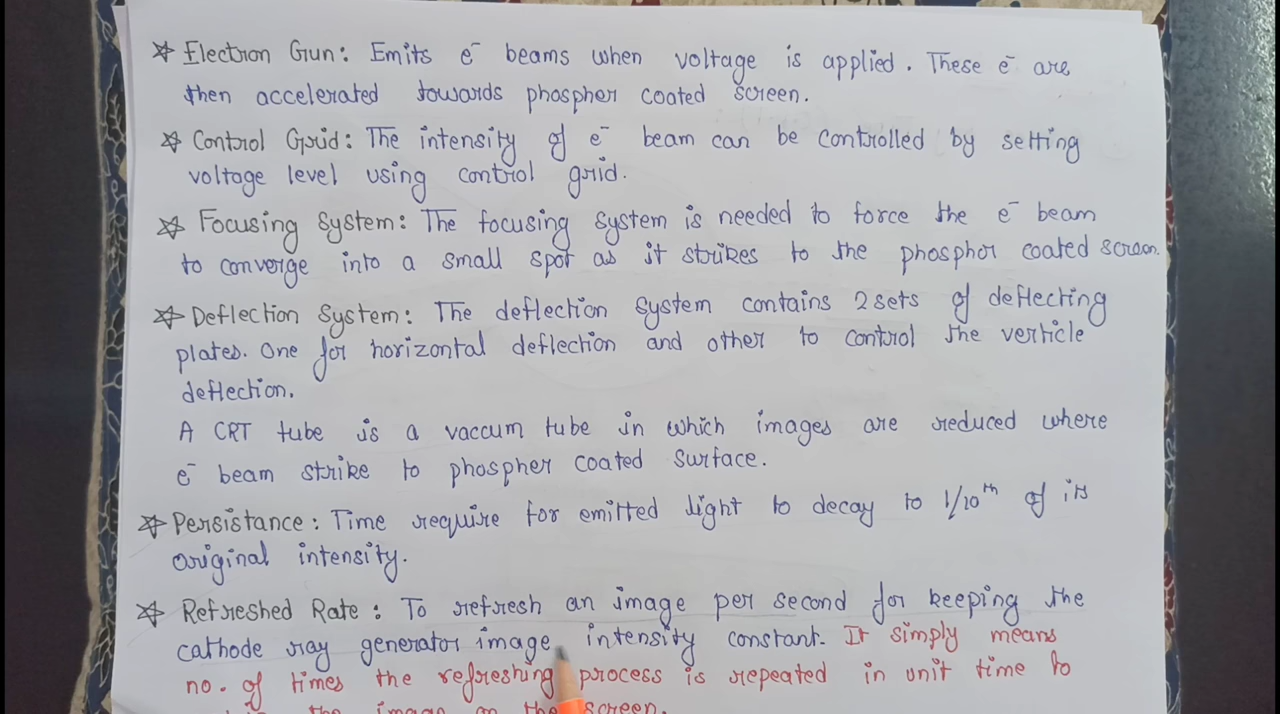 ☆ Electron Gun: Emits e⁻ beams when voltage is applied. These e⁻ are
then accelerated towards phospher coated screen.
☆ Control Grid: The intensity of e⁻ beam can be controlled by setting
voltage level using control grid.
☆ Focusing System: The focusing system is needed to force the e⁻ beam
to converge into a small spot as it strikes to the phosphor coated screen.
☆ Deflection System: The deflection system contains 2 sets of deflecting
plates. One for horizontal deflection and other to control the verticle
deflection.
A CRT tube is a vaccum tube in which images are reduced where
e⁻ beam strike to phospher coated surface.
☆ Persistance: Time require for emitted light to decay to 1/10th of its
original intensity.
☆ Refreshed Rate: To refresh an image per second for keeping the
cathode ray generator image intensity constant. It simply means
no. of times the refreshing process is repeated in unit time to
the image on the screen.